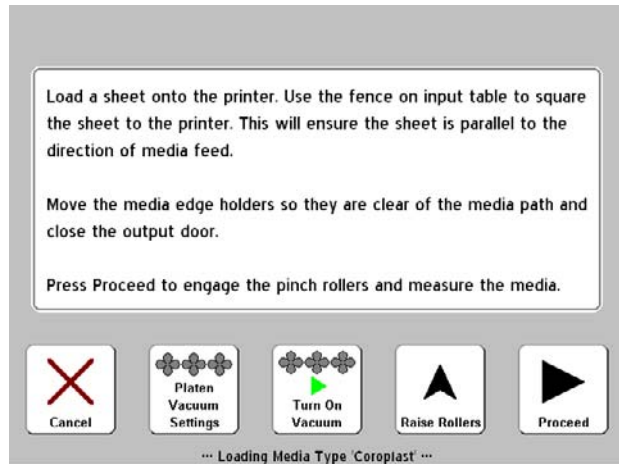 Load a sheet onto the printer. Use the fence on input table to square
the sheet to the printer. This will ensure the sheet is parallel to the
direction of media feed.
Move the media edge holders so they are clear of the media path and
close the output door.
Press Proceed to engage the pinch rollers and measure the media.
Cancel
Platen
Vacuum
Settings
Turn On
Vacuum
Raise Rollers
Proceed
··· Loading Media Type 'Coroplast' ···